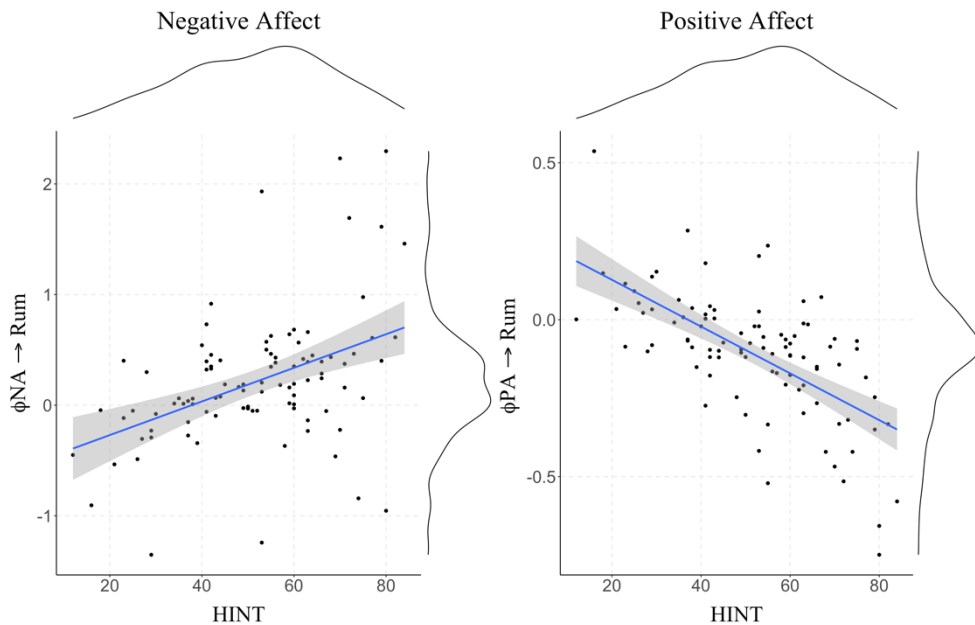 Negative Affect
ϕNA → Rum
2
1
0
-1
20 40 60 80
HINT
Positive Affect
ϕPA → Rum
0.5
0.0
-0.5
20 40 60 80
HINT